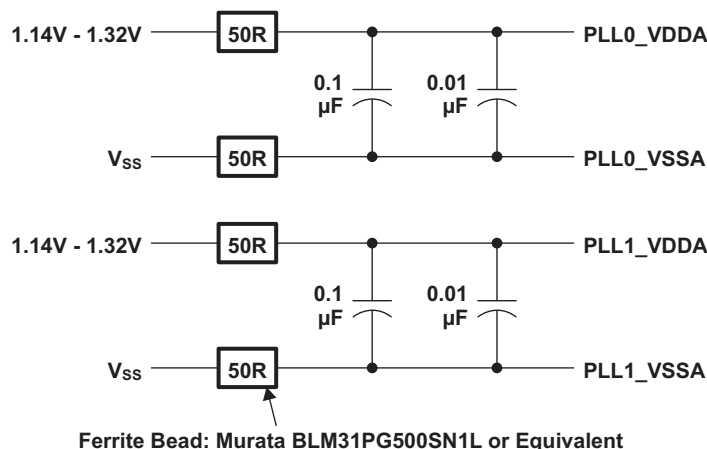 1.14V - 1.32V 50R PLL0_VDDA
0.1 µF 0.01 µF
VSS 50R PLL0_VSSA
1.14V - 1.32V 50R PLL1_VDDA
0.1 µF 0.01 µF
VSS 50R PLL1_VSSA
Ferrite Bead: Murata BLM31PG500SN1L or Equivalent